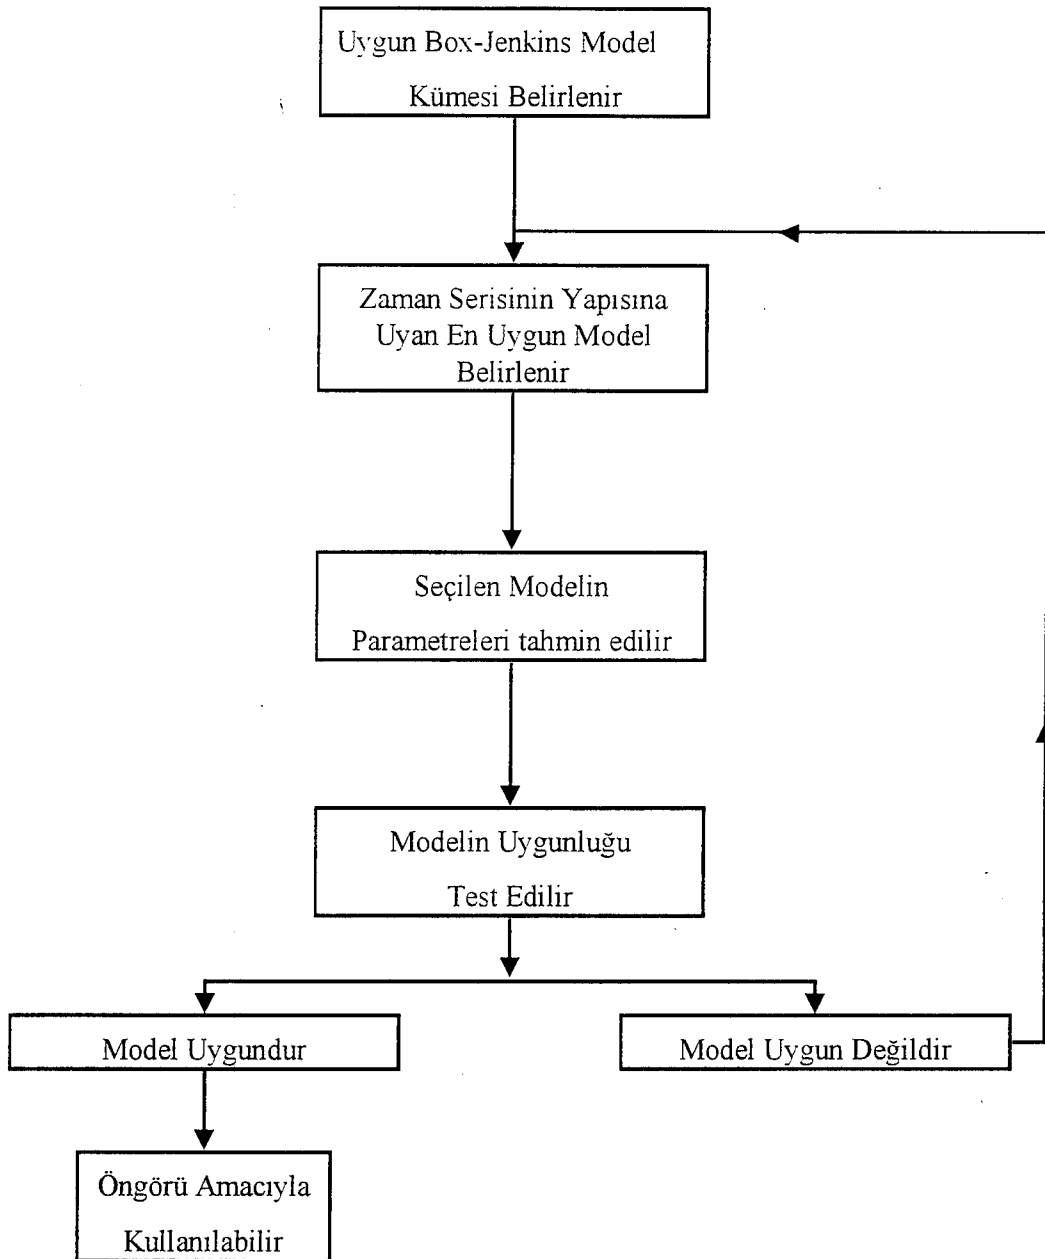 Uygun Box-Jenkins Model
Kümesi Belirlenir
Zaman Serisinin Yapısına
Uyan En Uygun Model
Belirlenir
Seçilen Modelin
Parametreleri tahmin edilir
Modelin Uygunluğu
Test Edilir
Model Uygundur
Model Uygun Değildir
Öngörü Amacıyla
Kullanılabilir